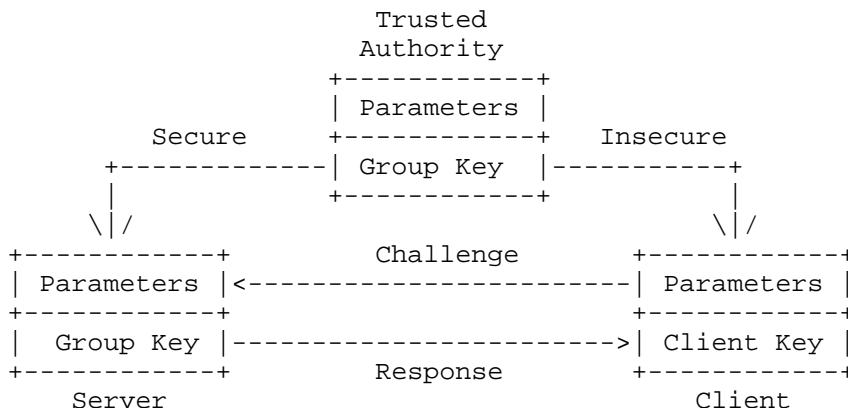 Trusted
Authority
Parameters
Secure Insecure
Group Key
Challenge
Parameters Parameters
Group Key Client Key
Response
Server Client